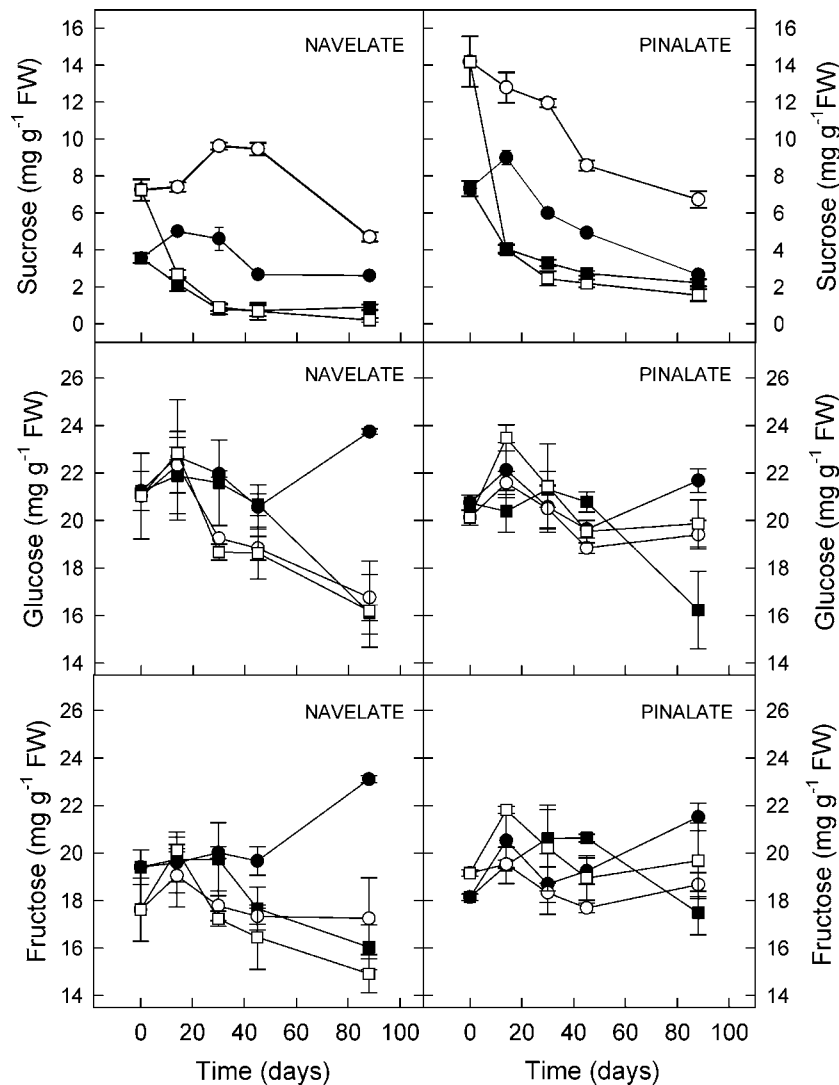 NAVELATE
PINALATE
Sucrose (mg g⁻¹ FW)
16
14
12
10
8
6
4
2
0
16
14
12
10
8
6
4
2
0
Sucrose (mg g⁻¹FW)
NAVELATE
PINALATE
Glucose (mg g⁻¹ FW)
26
24
22
20
18
16
14
26
24
22
20
18
16
14
Glucose (mg g⁻¹ FW)
NAVELATE
PINALATE
Fructose (mg g⁻¹ FW)
26
24
22
20
18
16
14
26
24
22
20
18
16
14
Fructose (mg g⁻¹ FW)
0 20 40 60 80 100
0 20 40 60 80 100
Time (days)
Time (days)